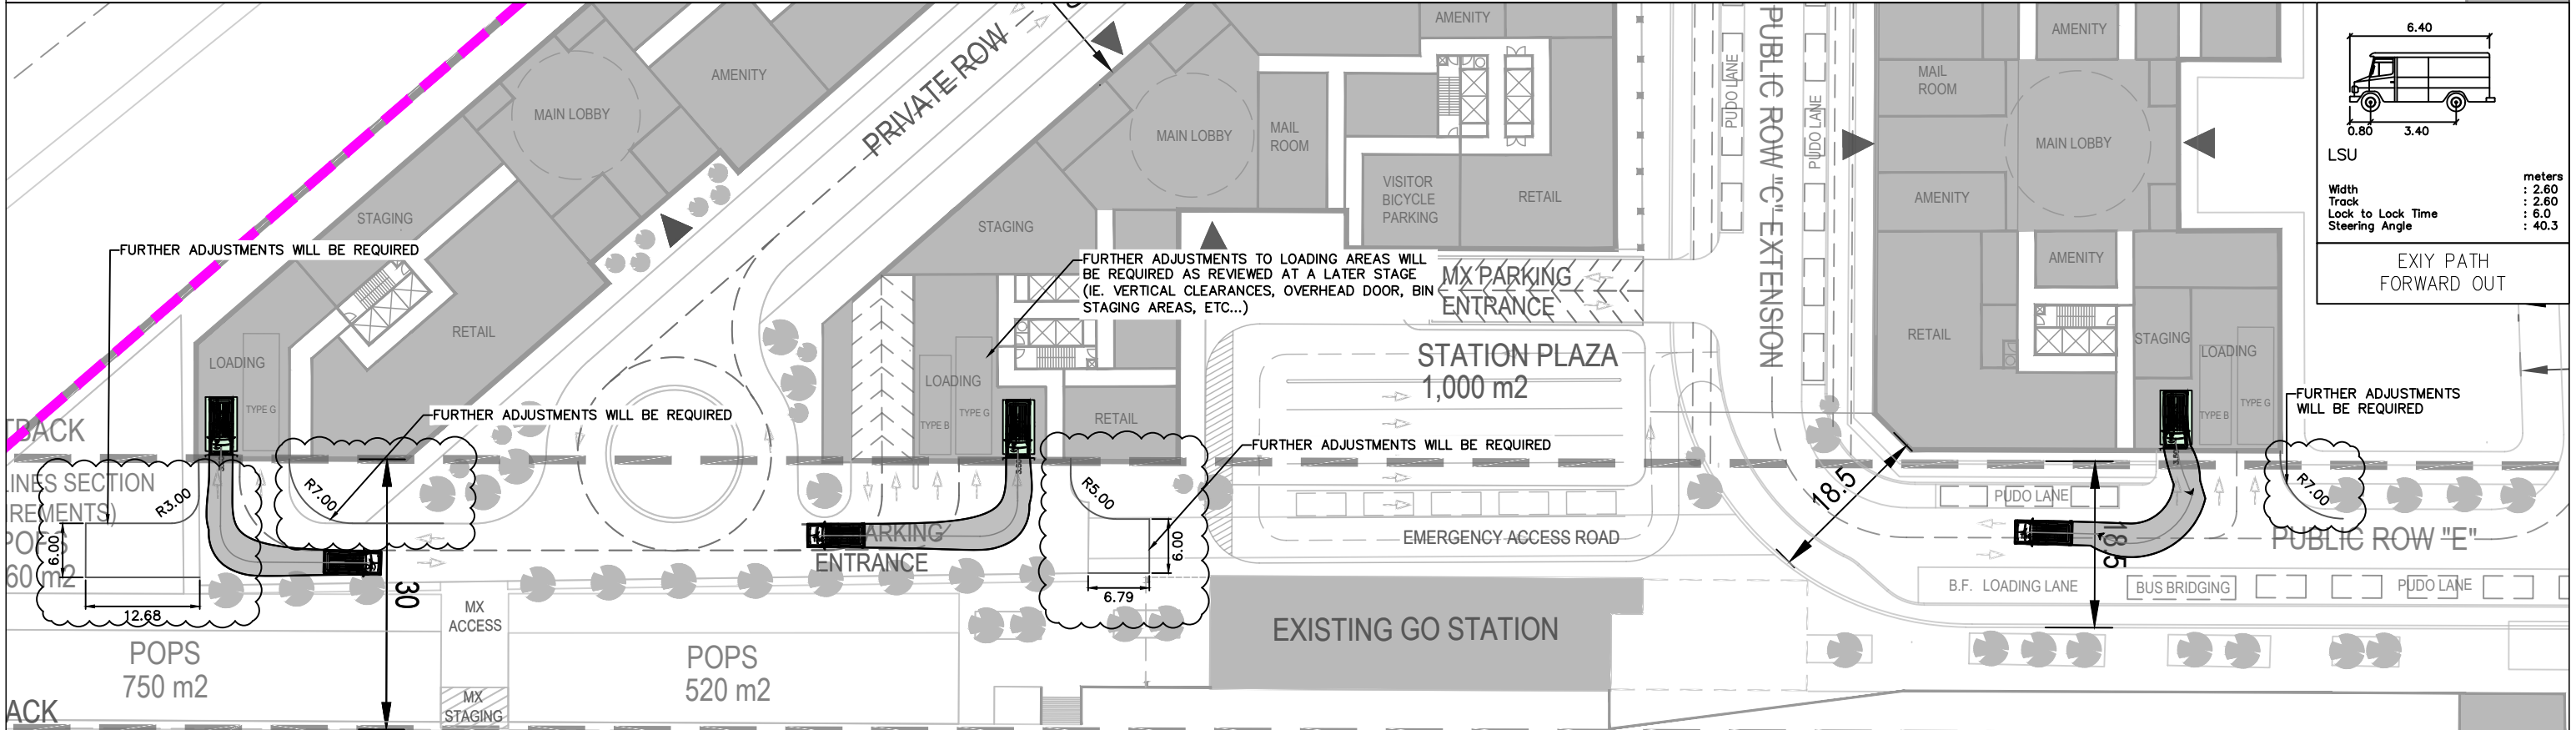 AMENITY
MAIN LOBBY
STAGING
FURTHER ADJUSTMENTS WILL BE REQUIRED
RETAIL
LOADING
TYPE G
FURTHER ADJUSTMENTS WILL BE REQUIRED
R3.00
R7.00
6.00
12.68
30
TBACK
LINES SECTION
REMENTS)
60 m2
POPS
750 m2
ACK
MX
ACCESS
MX
STAGING
POPS
520 m2
PRIVATE ROW
AMENITY
MAIN LOBBY
MAIL
ROOM
STAGING
VISITOR
BICYCLE
PARKING
RETAIL
FURTHER ADJUSTMENTS TO LOADING AREAS WILL
BE REQUIRED AS REVIEWED AT A LATER STAGE
(IE. VERTICAL CLEARANCES, OVERHEAD DOOR, BIN
STAGING AREAS, ETC...)
MX PARKING
ENTRANCE
LOADING
TYPE B
TYPE G
RETAIL
STATION PLAZA
1,000 m2
FURTHER ADJUSTMENTS WILL BE REQUIRED
R5.00
6.00
6.79
ARKING
ENTRANCE
EMERGENCY ACCESS ROAD
EXISTING GO STATION
PUDO LANE
PUBLIC ROW "C" EXTENSION
PUDO LANE
AMENITY
MAIL
ROOM
MAIN LOBBY
AMENITY
AMENITY
RETAIL
STAGING
LOADING
TYPE B
TYPE G
FURTHER ADJUSTMENTS
WILL BE REQUIRED
R7.00
18.5
18.5
PUDO LANE
PUBLIC ROW "E"
B.F. LOADING LANE
BUS BRIDGING
PUDO LANE
6.40
0.80
3.40
LSU
meters
Width : 2.60
Track : 2.60
Lock to Lock Time : 6.0
Steering Angle : 40.3
EXIY PATH
FORWARD OUT